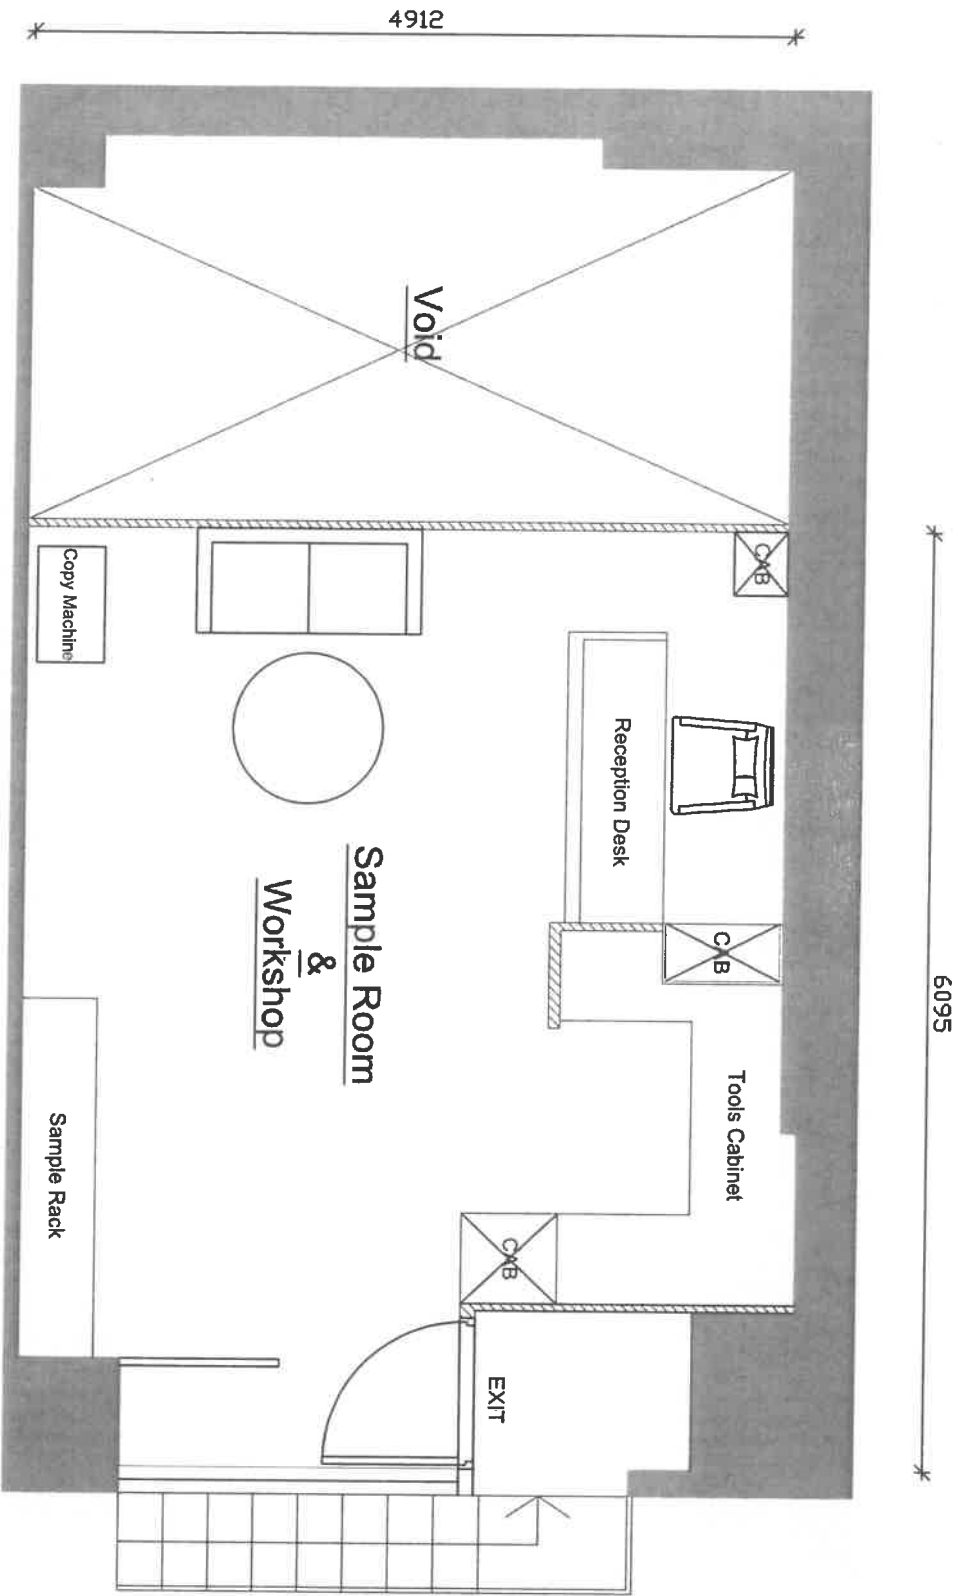 4912
6095
Void
CAB
Copy Machine
Reception Desk
CAB
Sample Room
&
Workshop
Tools Cabinet
Sample Rack
CAB
EXIT